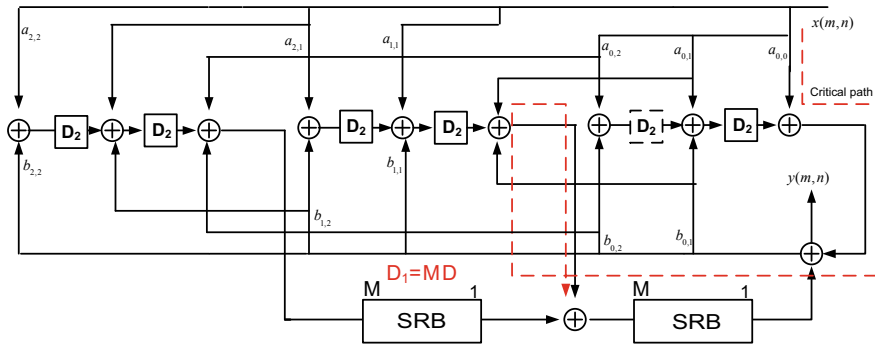 x(m,n)
a2,2
a2,1
a1,1
a0,2
a0,1
a0,0
Critical path
D2
D2
D2
D2
D2
D2
b2,2
b1,1
y(m,n)
b1,2
b0,2
b0,1
D1=MD
M
1
M
1
SRB
SRB